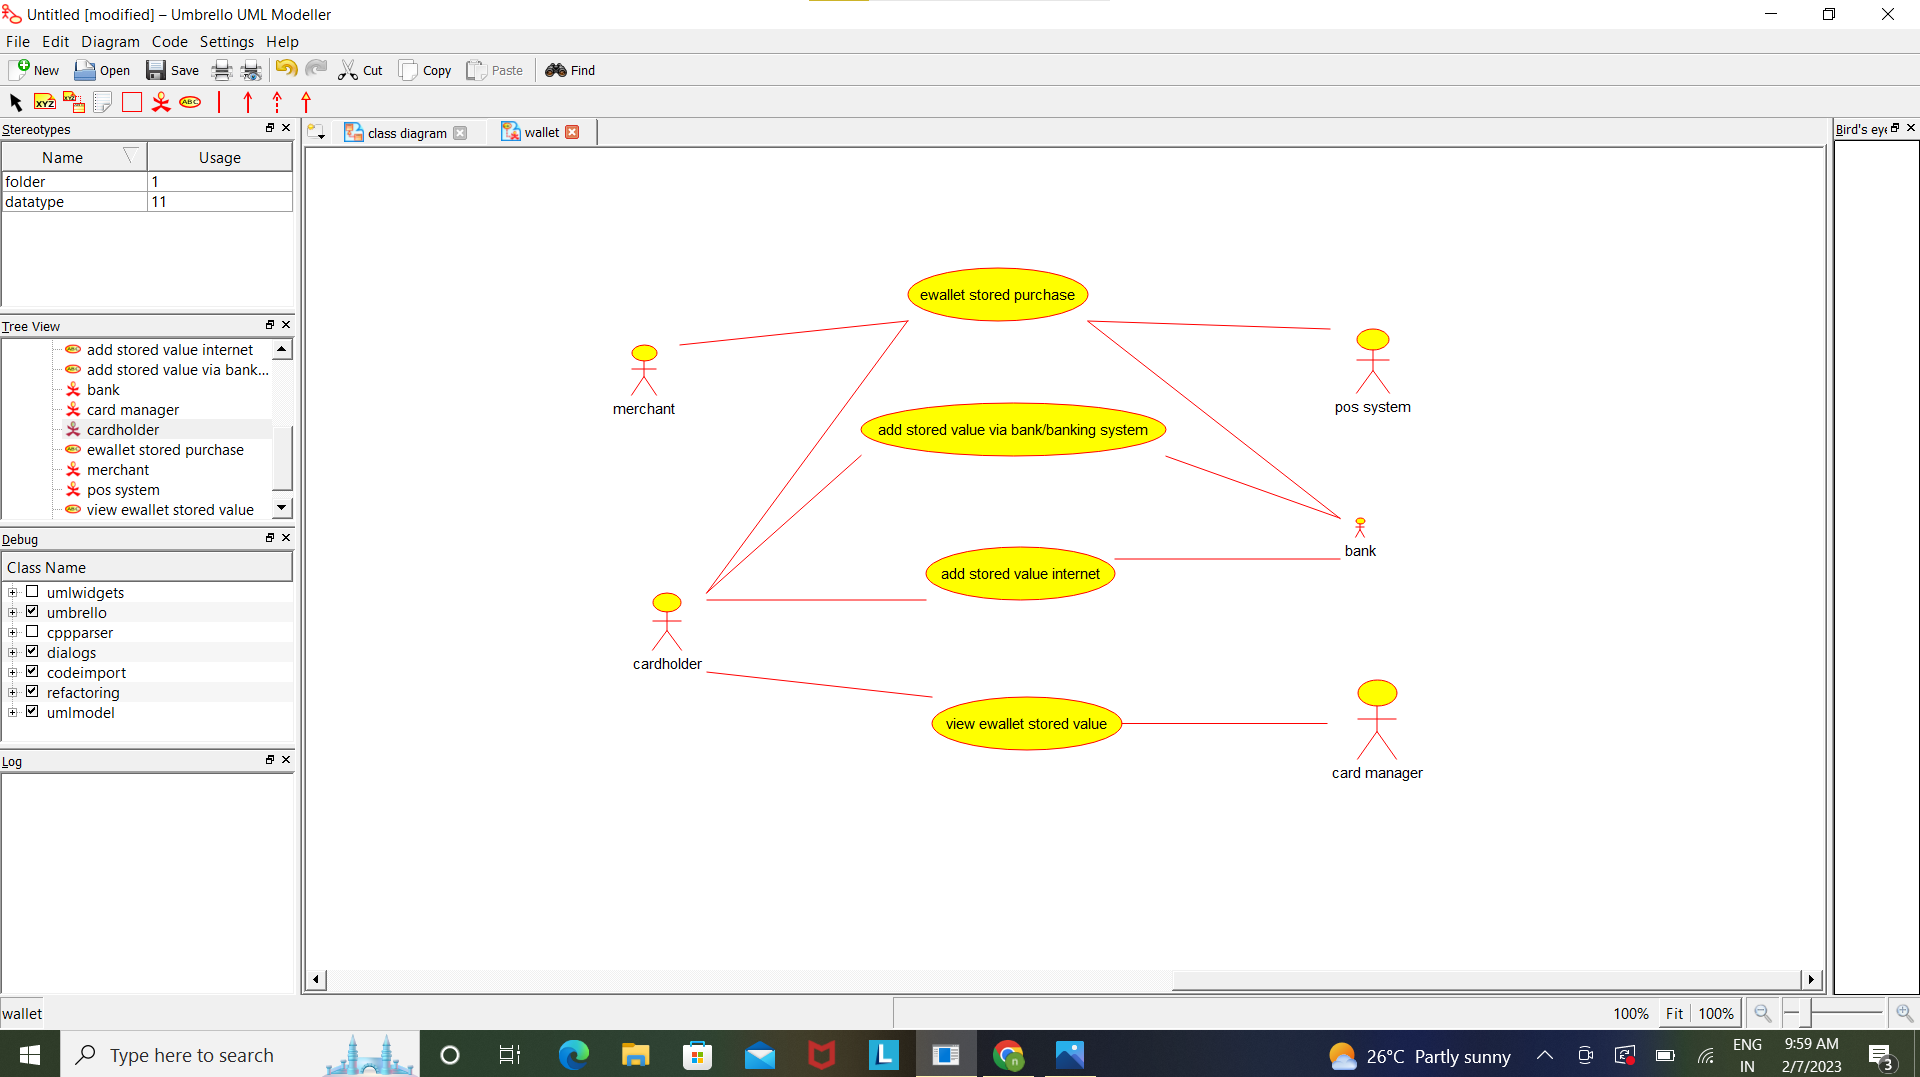 Untitled [modified] – Umbrello UML Modeller
File Edit Diagram Code Settings Help
New Open Save Cut Copy Paste Find
XYZ XYZ ABC
Stereotypes
Name Usage
folder 1
datatype 11
Tree View
add stored value internet
add stored value via bank...
bank
card manager
cardholder
ewallet stored purchase
merchant
pos system
view ewallet stored value
Debug
Class Name
umlwidgets
umbrello
cppparser
dialogs
codeimport
refactoring
umlmodel
Log
class diagram wallet
ewallet stored purchase
merchant
pos system
add stored value via bank/banking system
bank
add stored value internet
cardholder
view ewallet stored value
card manager
Bird's eye
wallet
100% Fit 100%
Type here to search
L
n
26°C Partly sunny
ENG
IN
9:59 AM
2/7/2023
3